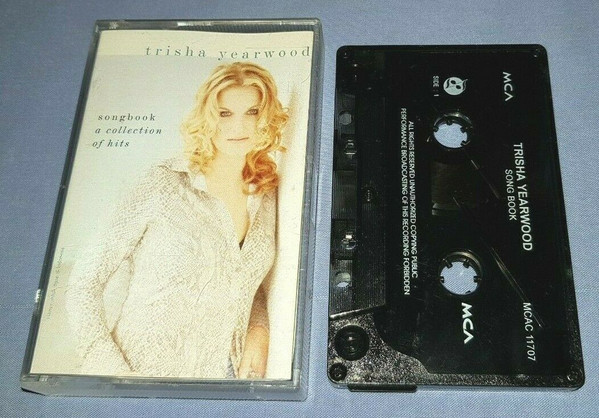 trisha yearwood
songbook
a collection
of hits
MCA
TRISHA YEARWOOD
SONG BOOK
MCAC 11707
SIDE 1
ALL RIGHTS RESERVED UNAUTHORIZED COPYING PUBLIC
PERFORMANCE BROADCASTING OF THIS RECORDING FORBIDDEN
MCA